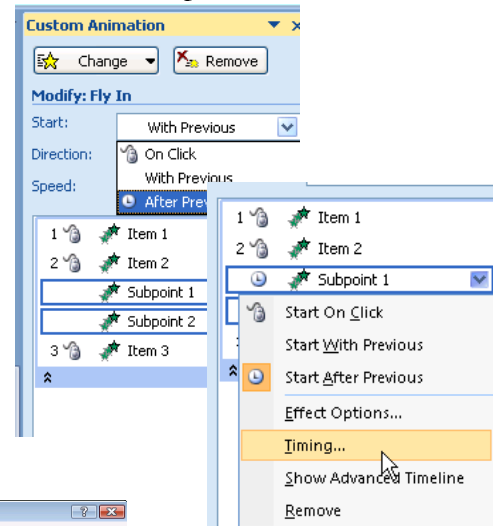 Custom Animation
Change
Remove
Modify: Fly In
Start:
With Previous
Direction:
On Click
With Previous
Speed:
After Prev
1 Item 1
2 Item 2
Subpoint 1
Subpoint 2
3 Item 3
1 Item 1
2 Item 2
Subpoint 1
Start On Click
Start With Previous
Start After Previous
Effect Options...
Timing...
Show Advanced Timeline
Remove